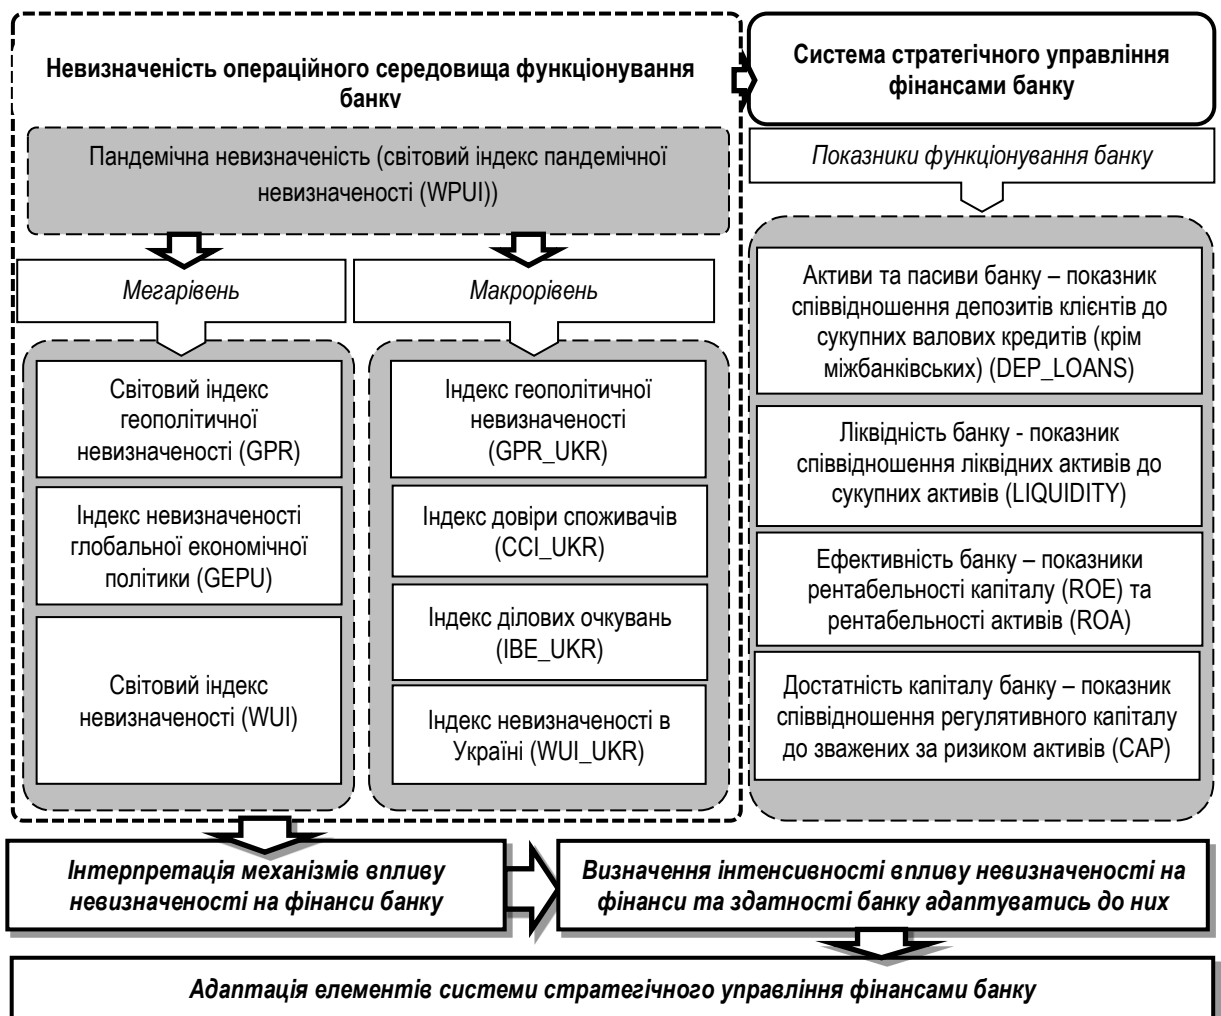 Невизначеність операційного середовища функціонування
банку
Система стратегічного управління
фінансами банку
Пандемічна невизначеність (світовий індекс пандемічної
невизначеності (WPUI))
Показники функціонування банку
Мегарівень
Макрорівень
Світовий індекс
геополітичної
невизначеності (GPR)
Індекс невизначеності
глобальної економічної
політики (GEPU)
Світовий індекс
невизначеності (WUI)
Індекс геополітичної
невизначеності
(GPR_UKR)
Індекс довіри споживачів
(CCI_UKR)
Індекс ділових очкувань
(IBE_UKR)
Індекс невизначеності в
Україні (WUI_UKR)
Активи та пасиви банку – показник
співвідношення депозитів клієнтів до
сукупних валових кредитів (крім
міжбанківських) (DEP_LOANS)
Ліквідність банку - показник
співвідношення ліквідних активів до
сукупних активів (LIQUIDITY)
Ефективність банку – показники
рентабельності капіталу (ROE) та
рентабельності активів (ROA)
Достатність капіталу банку – показник
співвідношення регулятивного капіталу
до зважених за ризиком активів (CAP)
Інтерпретація механізмів впливу
невизначеності на фінанси банку
Визначення інтенсивності впливу невизначеності на
фінанси та здатності банку адаптуватись до них
Адаптація елементів системи стратегічного управління фінансами банку